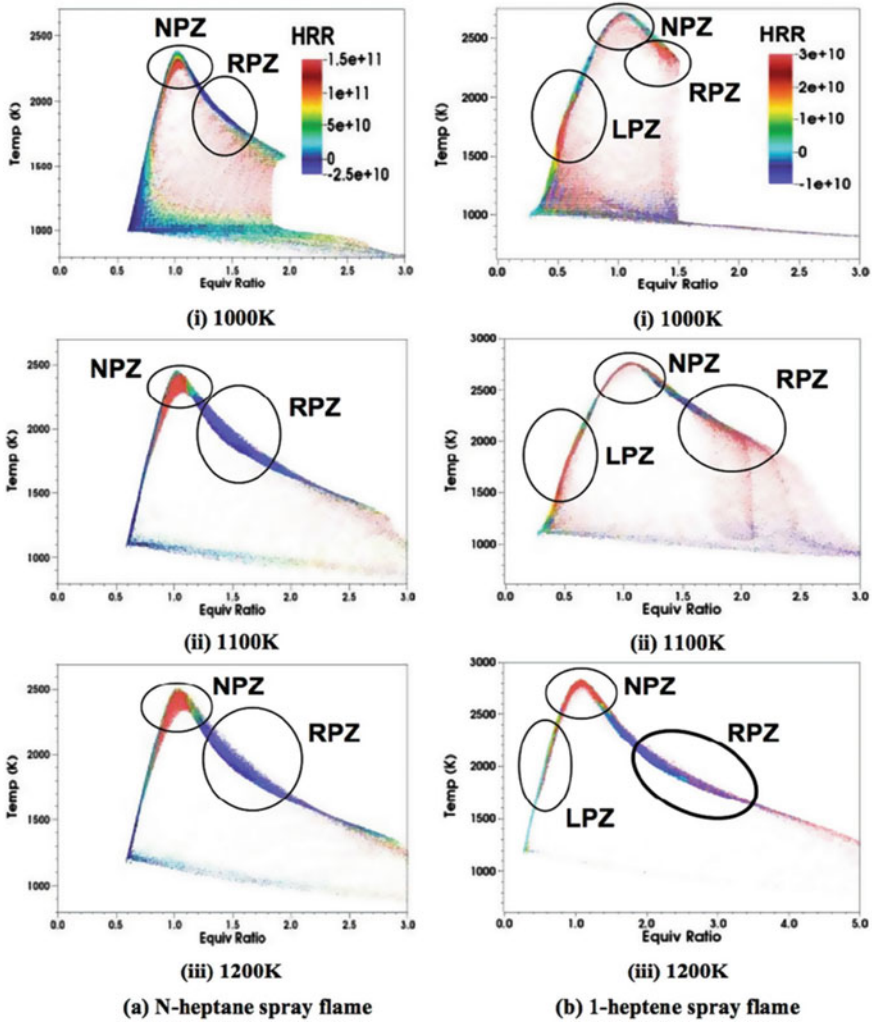 NPZ
RPZ
HRR
1.5e+11
1e+11
5e+10
0
-2.5e+10
2500
2000
1500
1000
Temp (K)
0.0 0.5 1.0 1.5 2.0 2.5 3.0
Equiv Ratio
(i) 1000K
NPZ
HRR
3e+10
2e+10
1e+10
0
-1e+10
RPZ
LPZ
2500
2000
1500
1000
Temp (K)
0.0 0.5 1.0 1.5 2.0 2.5 3.0
Equiv Ratio
(i) 1000K
NPZ
RPZ
2500
2000
1500
1000
Temp (K)
0.0 0.5 1.0 1.5 2.0 2.5 3.0
Equiv Ratio
(ii) 1100K
3000
NPZ
RPZ
LPZ
2500
2000
1500
1000
Temp (K)
0.0 0.5 1.0 1.5 2.0 2.5 3.0
Equiv Ratio
(ii) 1100K
NPZ
RPZ
2500
2000
1500
1000
Temp (K)
0.0 0.5 1.0 1.5 2.0 2.5 3.0
Equiv Ratio
(iii) 1200K
3000
NPZ
RPZ
LPZ
2500
2000
1500
1000
Temp (K)
0.0 1.0 2.0 3.0 4.0 5.0
Equiv Ratio
(iii) 1200K
(a) N-heptane spray flame
(b) 1-heptene spray flame